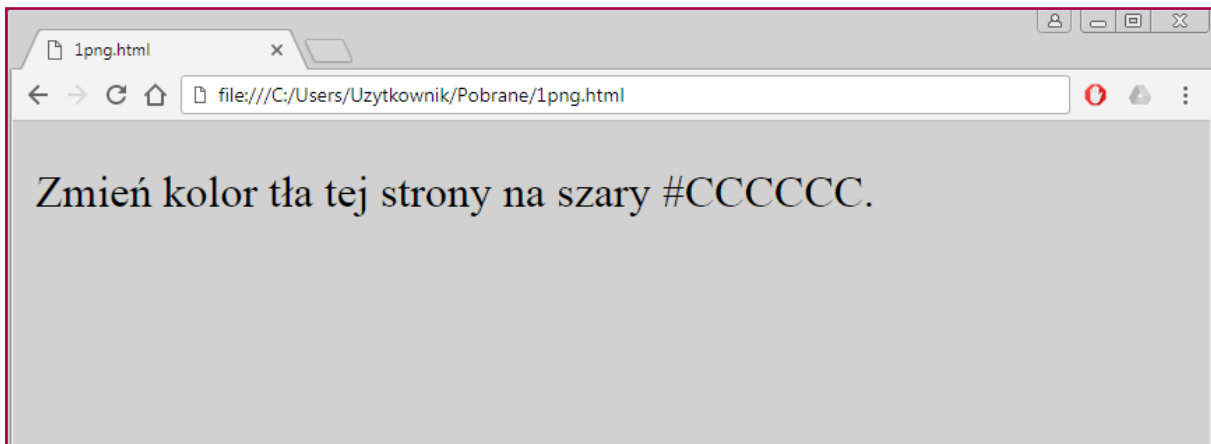 1png.html
file:///C:/Users/Uzytkownik/Pobrane/1png.html
Zmień kolor tła tej strony na szary #CCCCCC.